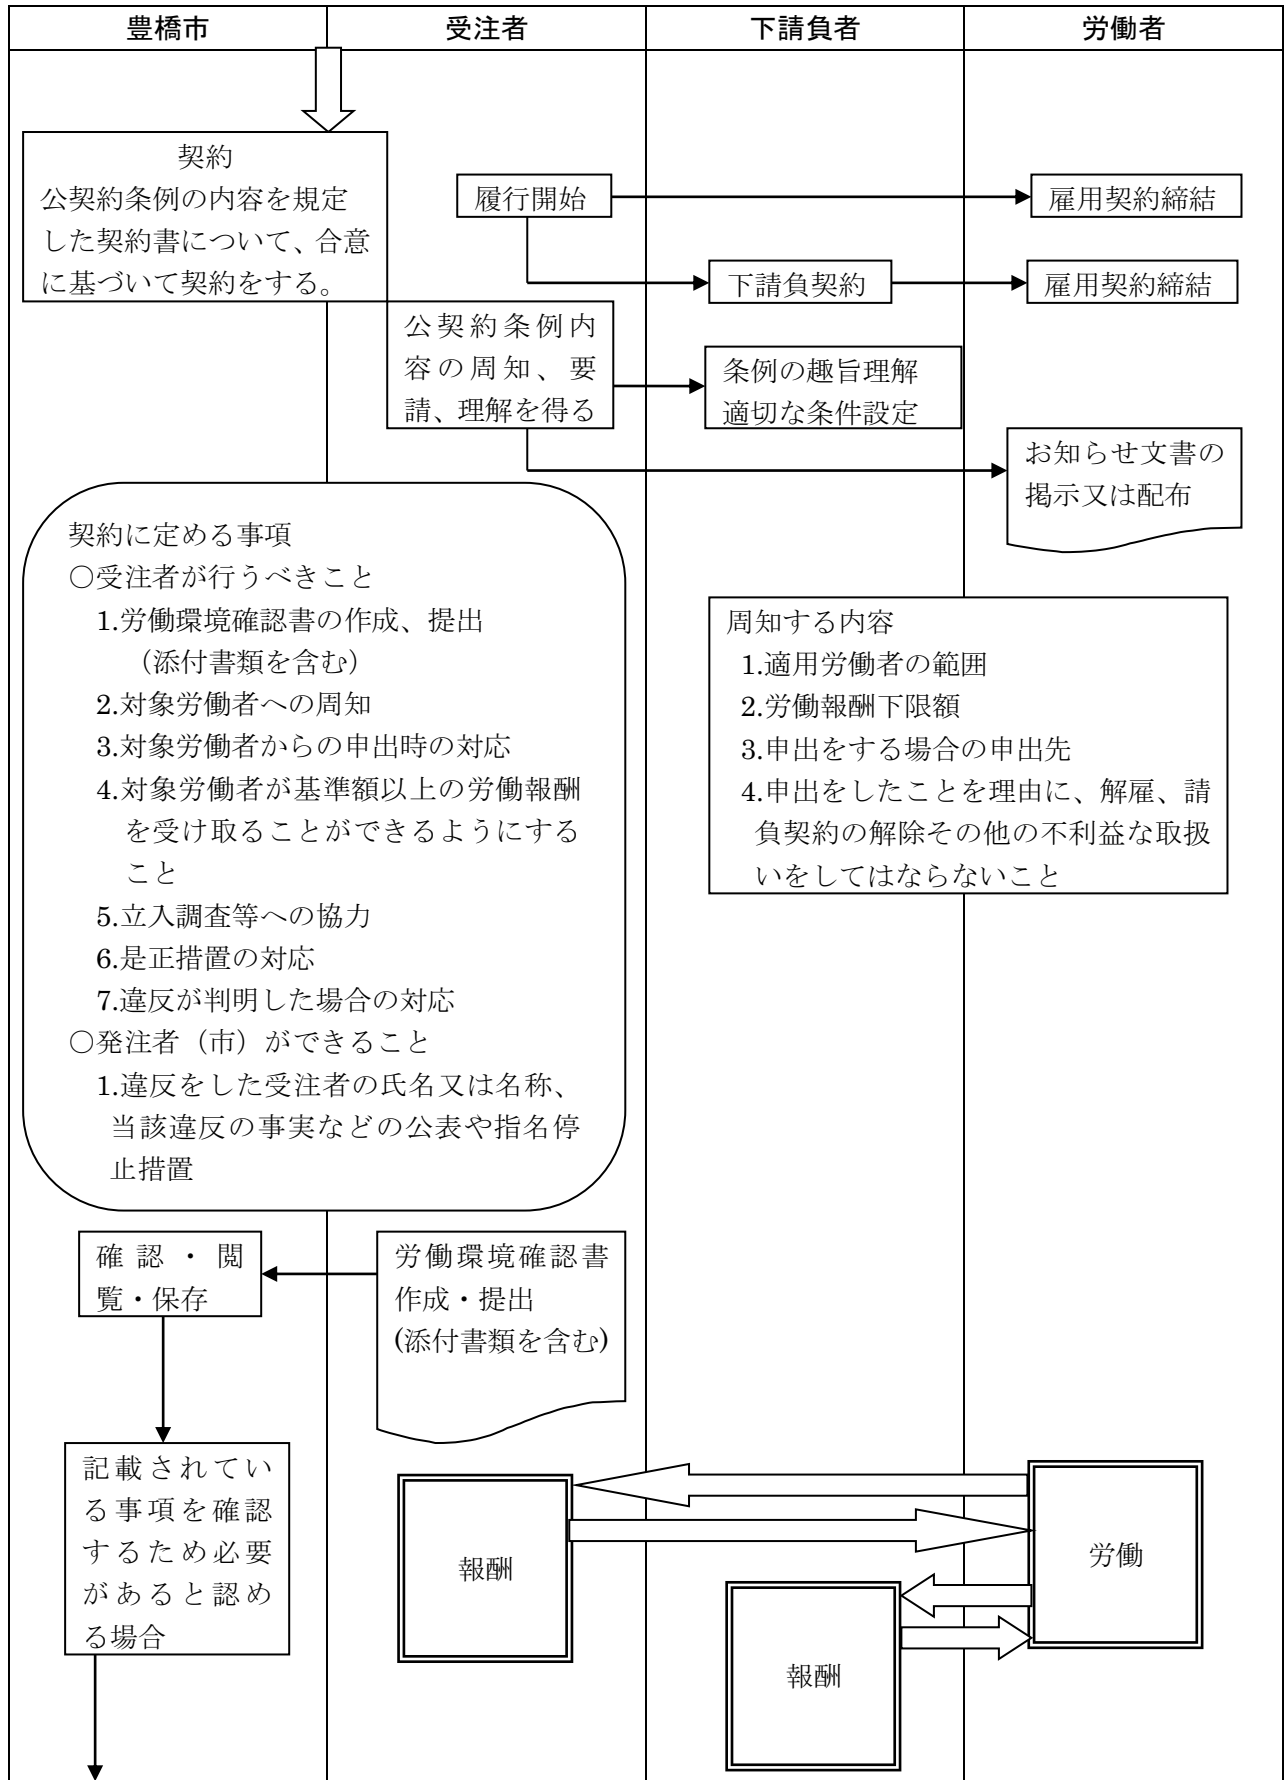 豊橋市
受注者
下請負者
労働者
契約
公契約条例の内容を規定
した契約書について、合意
に基づいて契約をする。
履行開始
雇用契約締結
下請負契約
雇用契約締結
公契約条例内
容の周知、要
請、理解を得る
条例の趣旨理解
適切な条件設定
お知らせ文書の
掲示又は配布
契約に定める事項
○受注者が行うべきこと
1.労働環境確認書の作成、提出
（添付書類を含む）
2.対象労働者への周知
3.対象労働者からの申出時の対応
4.対象労働者が基準額以上の労働報酬
を受け取ることができるようにする
こと
5.立入調査等への協力
6.是正措置の対応
7.違反が判明した場合の対応
○発注者（市）ができること
1.違反をした受注者の氏名又は名称、
当該違反の事実などの公表や指名停
止措置
周知する内容
1.適用労働者の範囲
2.労働報酬下限額
3.申出をする場合の申出先
4.申出をしたことを理由に、解雇、請
負契約の解除その他の不利益な取扱
いをしてはならないこと
確認・閲
覧・保存
労働環境確認書
作成・提出
(添付書類を含む)
記載されてい
る事項を確認
するため必要
があると認め
る場合
報酬
労働
報酬